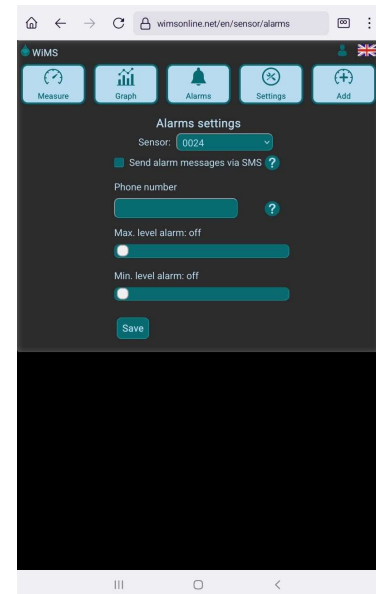 wimsonline.net/en/sensor/alarms
WiMS
Measure Graph Alarms Settings Add
Alarms settings
Sensor: 0024
Send alarm messages via SMS ?
Phone number
?
Max. level alarm: off
Min. level alarm: off
Save